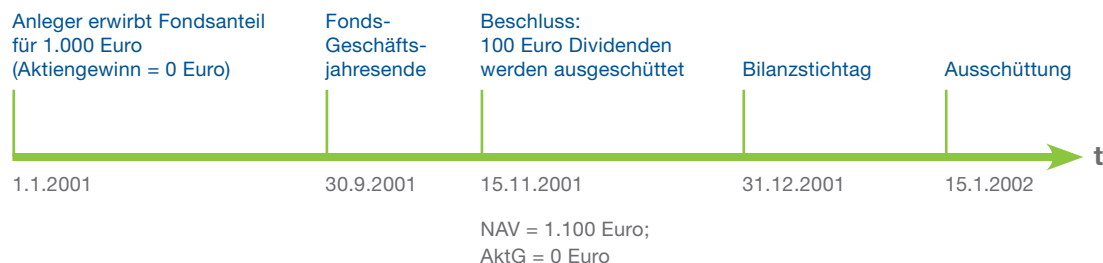 Anleger erwirbt Fondsanteil
für 1.000 Euro
(Aktiengewinn = 0 Euro)
Fonds-
Geschäfts-
jahresende
Beschluss:
100 Euro Dividenden
werden ausgeschüttet
Bilanzstichtag
Ausschüttung
t
1.1.2001
30.9.2001
15.11.2001
31.12.2001
15.1.2002
NAV = 1.100 Euro;
AktG = 0 Euro